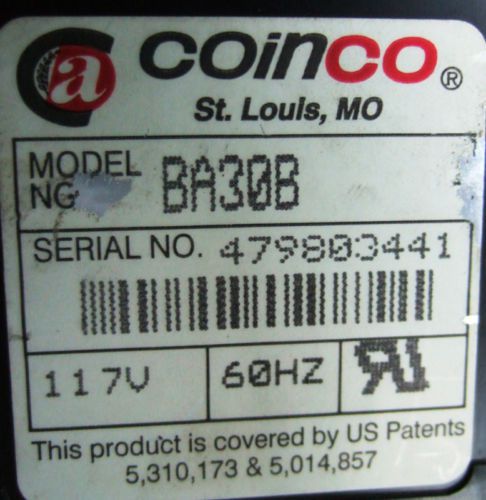 a coinco®
St. Louis, MO
MODEL
NO BA30B
SERIAL NO. 479803441
117V 60HZ RU
This product is covered by US Patents
5,310,173 & 5,014,857